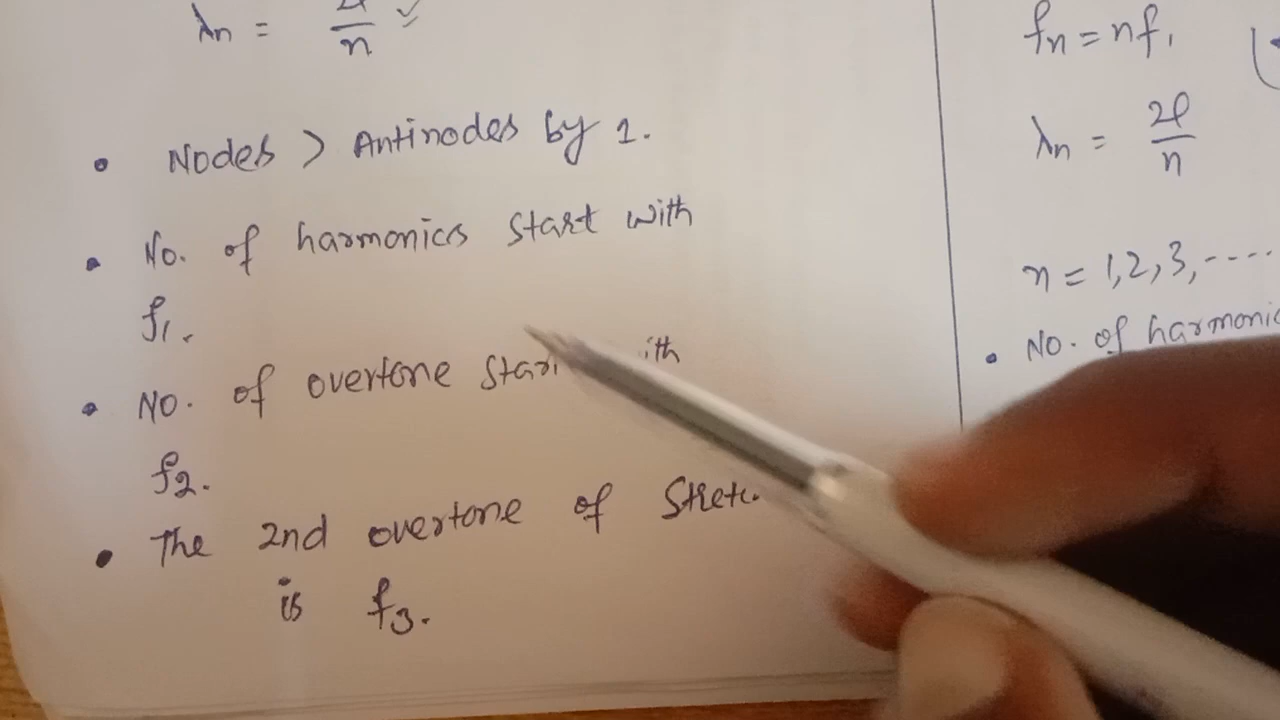 λn = 2l/n ✓
• Nodes > Antinodes by 1.
• No. of harmonics start with
f1.
• No. of overtone
f2.
• The 2nd overtone of
is f3.
fn = nf1
λn = 2l/n
n = 1,2,3,----
• No. of